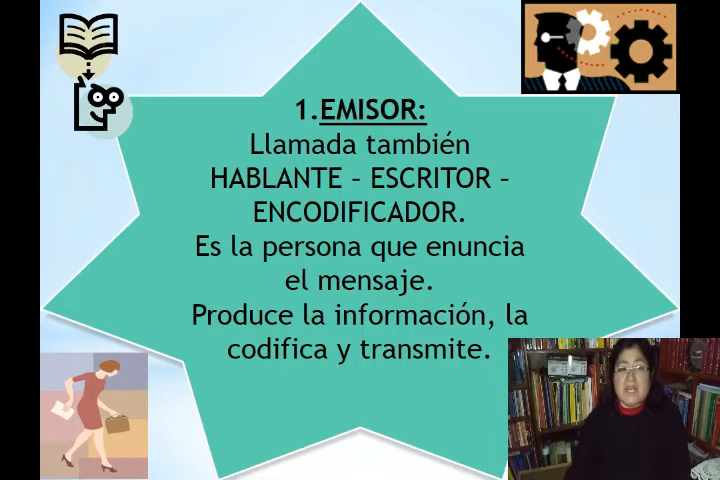 1.EMISOR:
Llamada también
HABLANTE – ESCRITOR –
ENCODIFICADOR.
Es la persona que enuncia
el mensaje.
Produce la información, la
codifica y transmite.